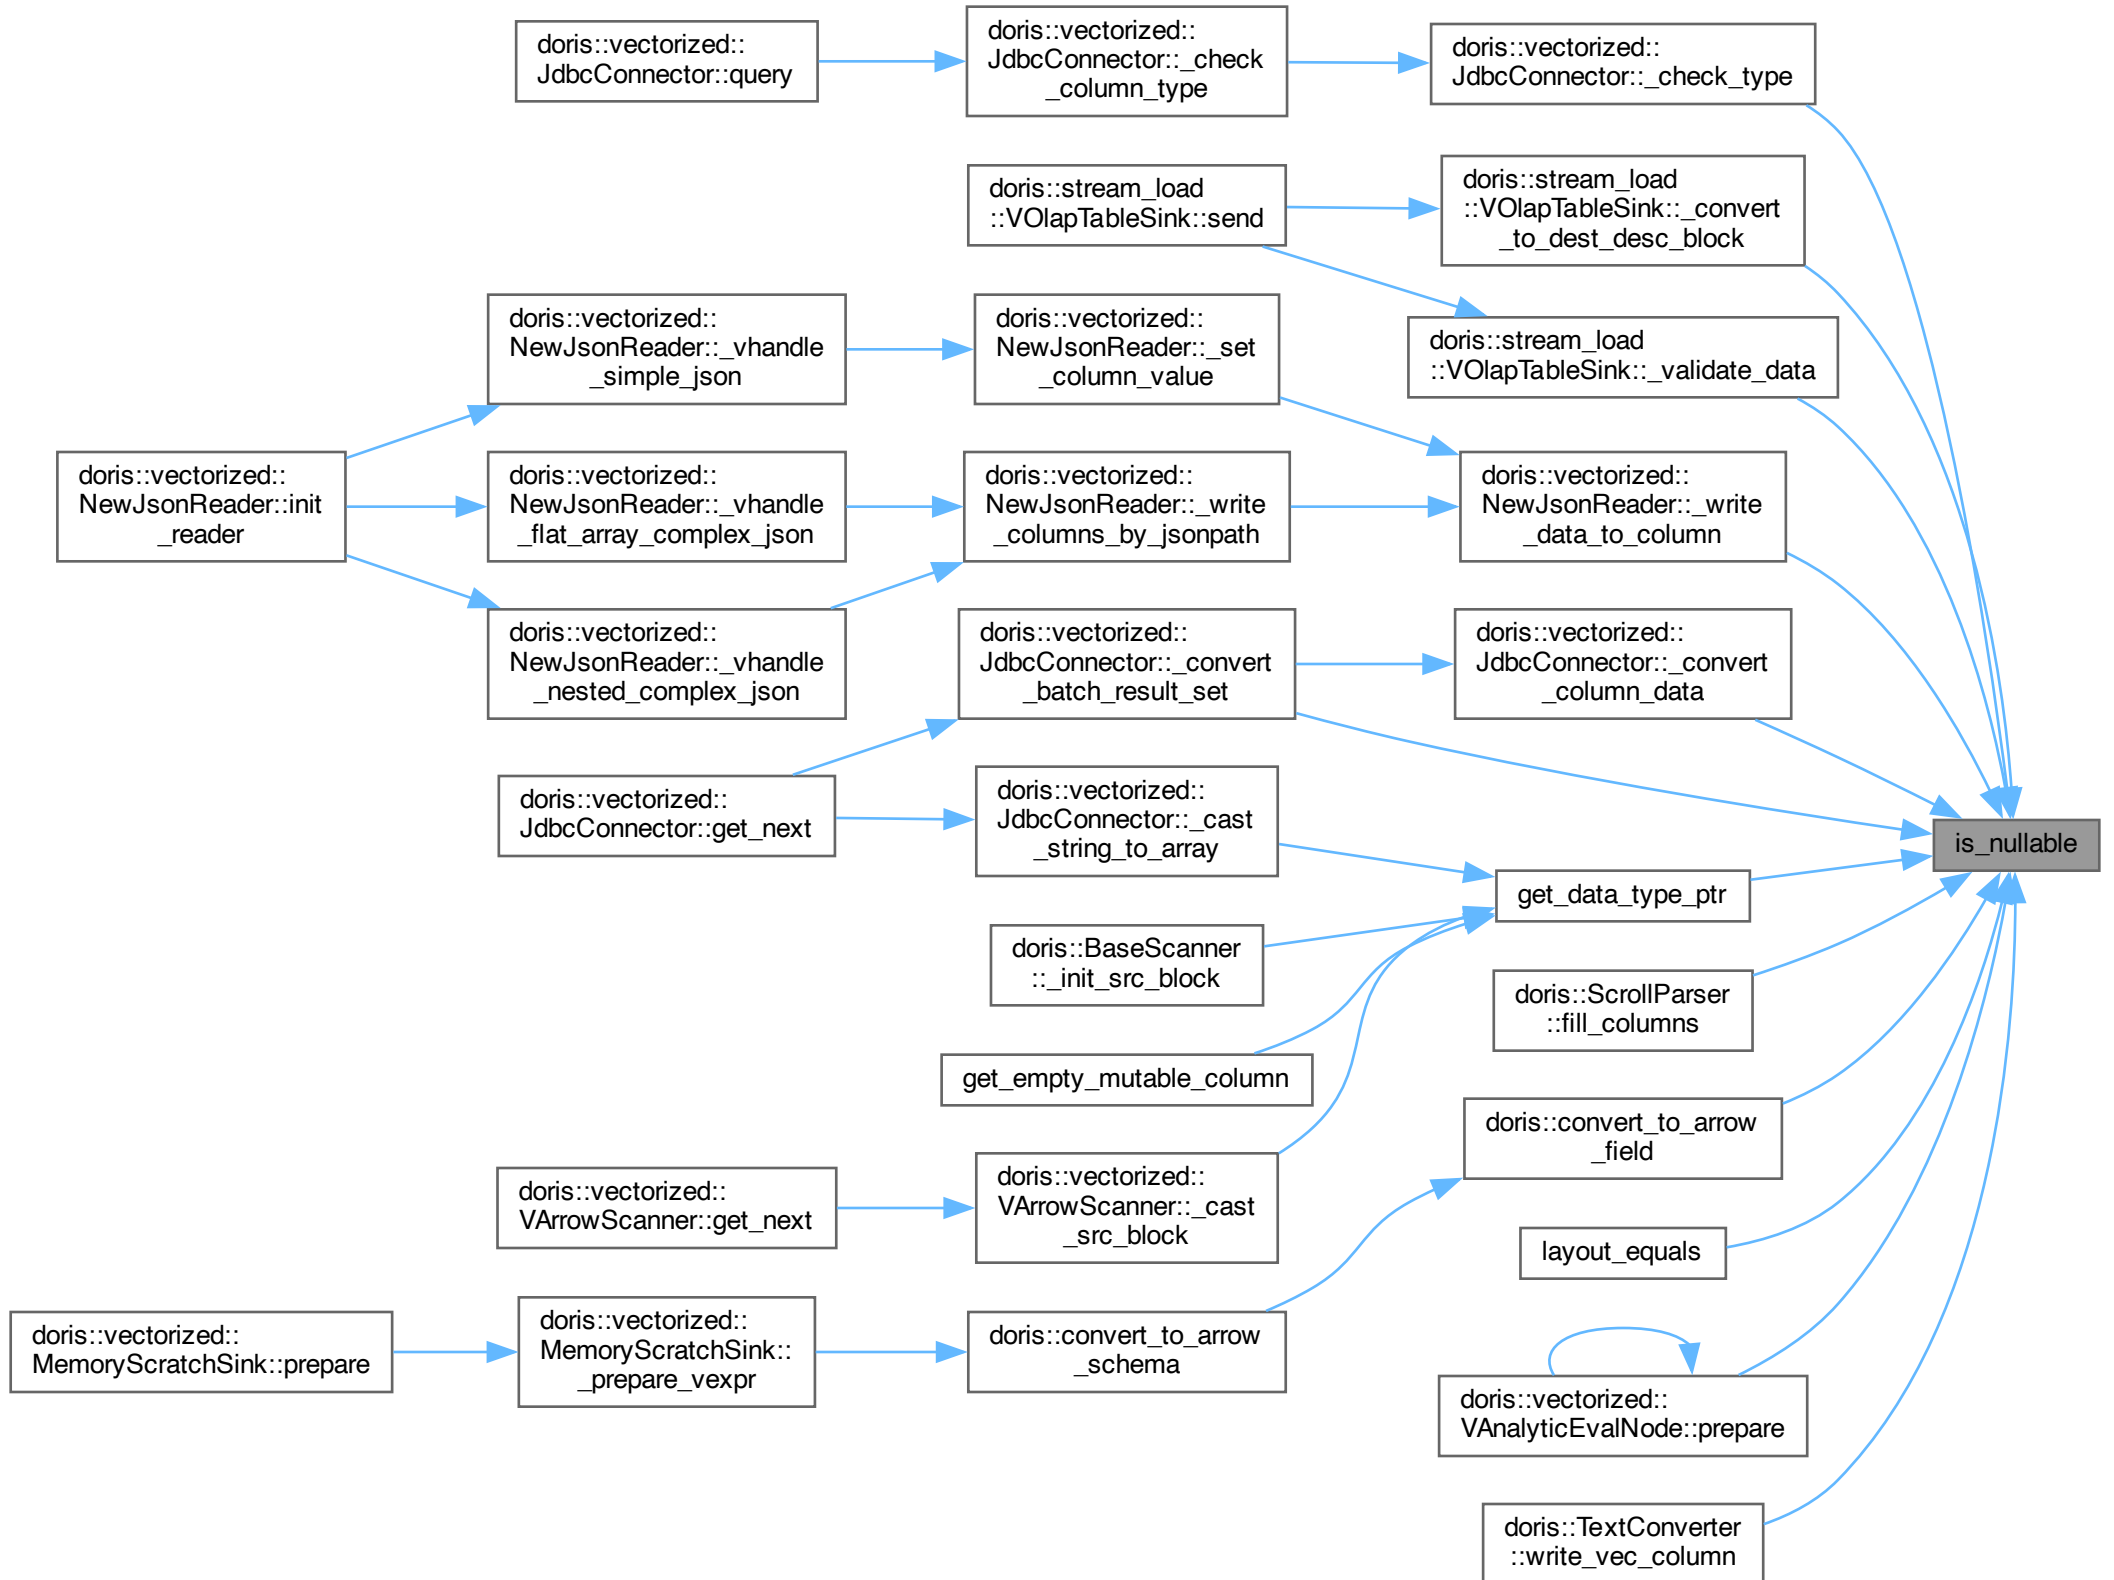 doris::vectorized::
JdbcConnector::query
doris::vectorized::
JdbcConnector::_check
_column_type
doris::vectorized::
JdbcConnector::_check_type
doris::stream_load
::VOlapTableSink::send
doris::stream_load
::VOlapTableSink::_convert
_to_dest_desc_block
doris::stream_load
::VOlapTableSink::_validate_data
doris::vectorized::
NewJsonReader::_vhandle
_simple_json
doris::vectorized::
NewJsonReader::_set
_column_value
doris::vectorized::
NewJsonReader::init
_reader
doris::vectorized::
NewJsonReader::_vhandle
_flat_array_complex_json
doris::vectorized::
NewJsonReader::_write
_columns_by_jsonpath
doris::vectorized::
NewJsonReader::_write
_data_to_column
doris::vectorized::
NewJsonReader::_vhandle
_nested_complex_json
doris::vectorized::
JdbcConnector::_convert
_batch_result_set
doris::vectorized::
JdbcConnector::_convert
_column_data
doris::vectorized::
JdbcConnector::get_next
doris::vectorized::
JdbcConnector::_cast
_string_to_array
is_nullable
get_data_type_ptr
doris::BaseScanner
::_init_src_block
doris::ScrollParser
::fill_columns
get_empty_mutable_column
doris::convert_to_arrow
_field
doris::vectorized::
VArrowScanner::get_next
doris::vectorized::
VArrowScanner::_cast
_src_block
layout_equals
doris::vectorized::
MemoryScratchSink::prepare
doris::vectorized::
MemoryScratchSink::
_prepare_vexpr
doris::convert_to_arrow
_schema
doris::vectorized::
VAnalyticEvalNode::prepare
doris::TextConverter
::write_vec_column